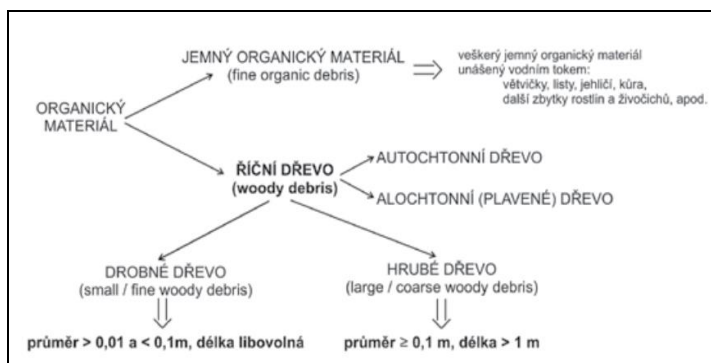 JEMNÝ ORGANICKÝ MATERIÁL
(fine organic debris)
veškerý jemný organický materiál
unášený vodním tokem:
větvičky, listy, jehličí, kůra,
další zbytky rostlin a živočichů, apod.
ORGANICKÝ
MATERIÁL
ŘÍČNÍ DŘEVO
(woody debris)
AUTOCHTONNÍ DŘEVO
ALOCHTONNÍ (PLAVENÉ) DŘEVO
DROBNÉ DŘEVO
(small / fine woody debris)
HRUBÉ DŘEVO
(large / coarse woody debris)
průměr > 0,01 a < 0,1m, délka libovolná
průměr ≥ 0,1 m, délka > 1 m